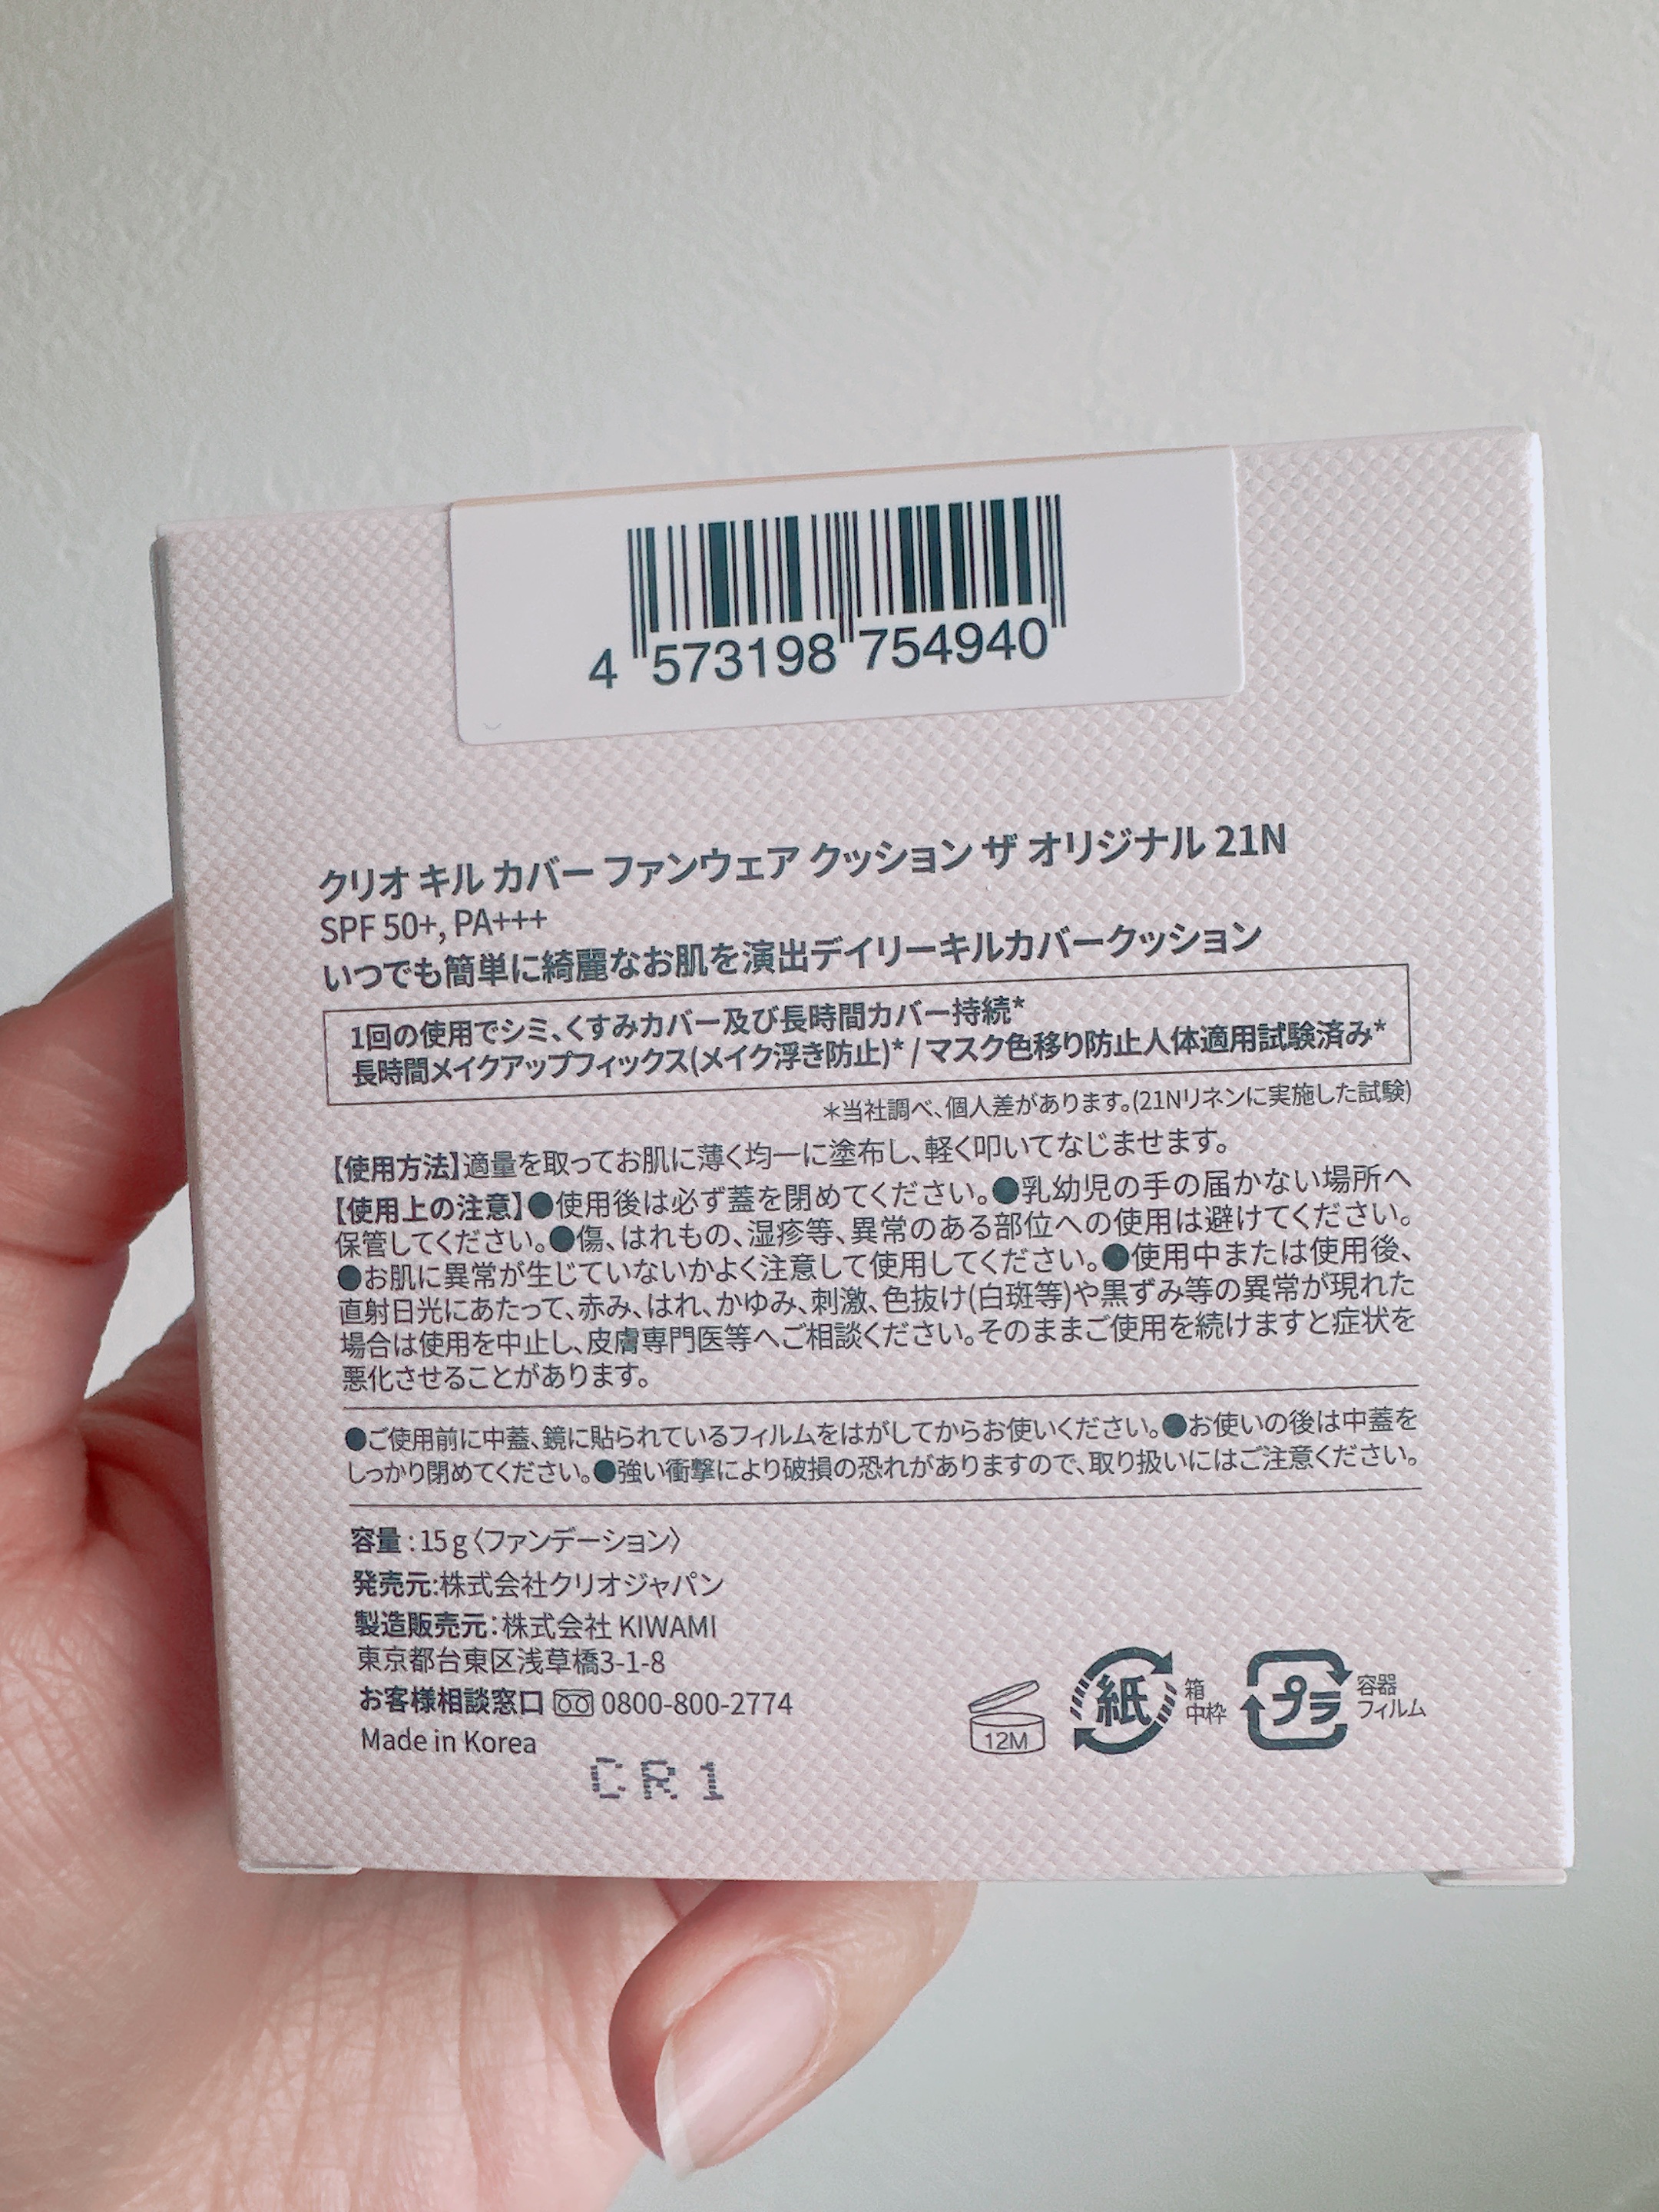 4 573198 754940
クリオ キル カバー ファンウェア クッション ザ オリジナル 21N
SPF 50+, PA+++
いつでも簡単に綺麗なお肌を演出デイリーキルカバークッション
1回の使用でシミ、くすみカバー及び長時間カバー持続*
長時間メイクアップフィックス(メイク浮き防止)* / マスク色移り防止人体適用試験済み*
*当社調べ、個人差があります。(21Nリネンに実施した試験)
【使用方法】適量を取ってお肌に薄く均一に塗布し、軽く叩いてなじませます。
【使用上の注意】●使用後は必ず蓋を閉めてください。●乳幼児の手の届かない場所へ
保管してください。●傷、はれもの、湿疹等、異常のある部位への使用は避けてください。
●お肌に異常が生じていないかよく注意して使用してください。●使用中または使用後、
直射日光にあたって、赤み、はれ、かゆみ、刺激、色抜け(白斑等)や黒ずみ等の異常が現れた
場合は使用を中止し、皮膚専門医等へご相談ください。そのままご使用を続けますと症状を
悪化させることがあります。
●ご使用前に中蓋、鏡に貼られているフィルムをはがしてからお使いください。●お使いの後は中蓋を
しっかり閉めてください。●強い衝撃により破損の恐れがありますので、取り扱いにはご注意ください。
容量 : 15 g〈ファンデーション〉
発売元:株式会社クリオジャパン
製造販売元:株式会社 KIWAMI
東京都台東区浅草橋3-1-8
お客様相談窓口 0800-800-2774
Made in Korea
12M
紙
箱
中枠
プラ
容器
フィルム
CR1